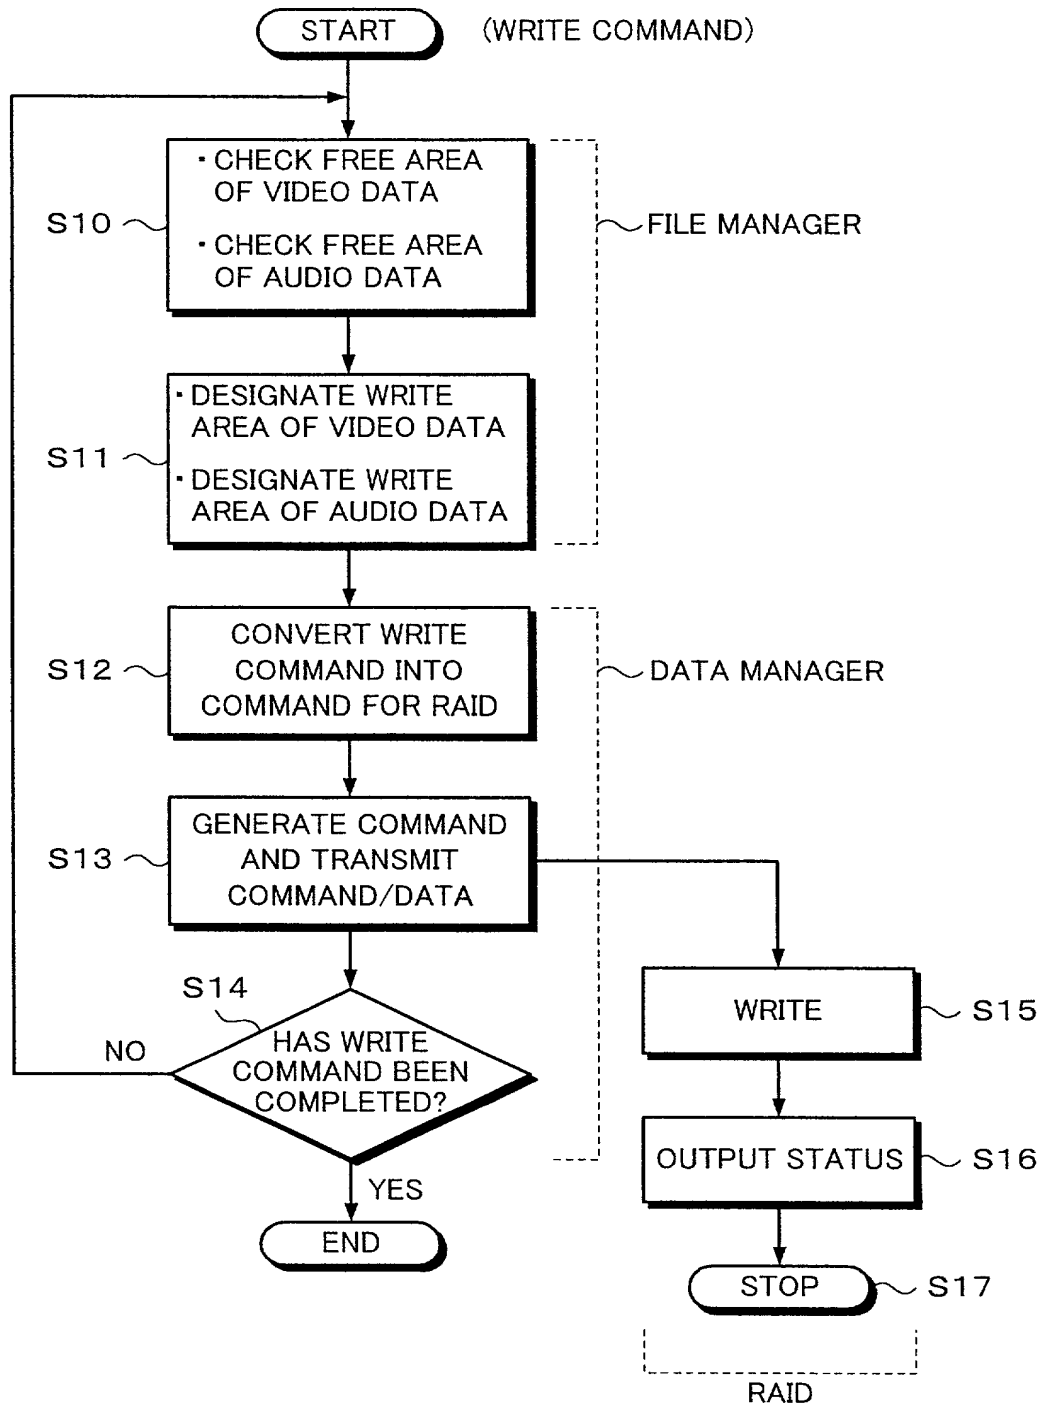 START
(WRITE COMMAND)
・CHECK FREE AREA
OF VIDEO DATA
・CHECK FREE AREA
OF AUDIO DATA
S10
FILE MANAGER
・DESIGNATE WRITE
AREA OF VIDEO DATA
・DESIGNATE WRITE
AREA OF AUDIO DATA
S11
CONVERT WRITE
COMMAND INTO
COMMAND FOR RAID
S12
DATA MANAGER
GENERATE COMMAND
AND TRANSMIT
COMMAND/DATA
S13
S14
HAS WRITE
COMMAND BEEN
COMPLETED?
NO
YES
END
WRITE
S15
OUTPUT STATUS
S16
STOP
S17
RAID